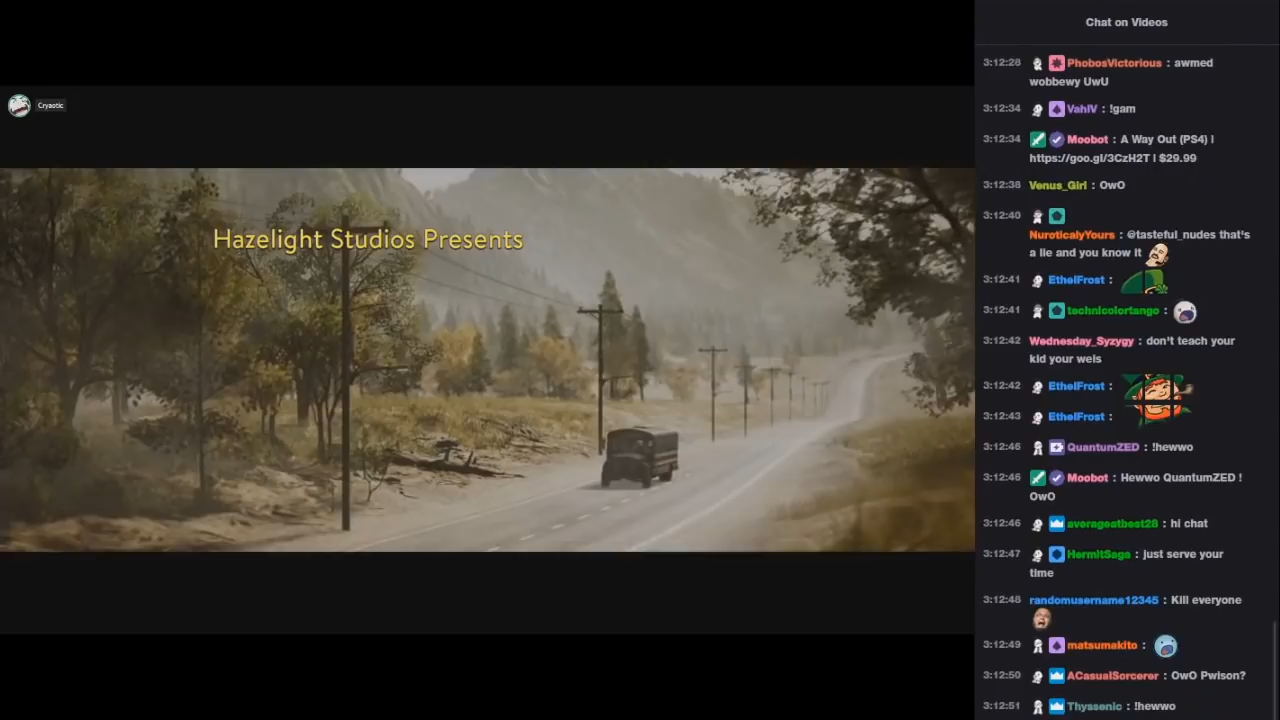 Cryaotic
Hazelight Studios Presents
Chat on Videos
3:12:28 PhobosVictorious : awmed
wobbewy UwU
3:12:34 VahlV : !gam
3:12:34 Moobot : A Way Out (PS4) |
https://goo.gl/3CzH2T | $29.99
3:12:38 Venus_Girl : OwO
3:12:40
NuroticalyYours : @tasteful_nudes that's
a lie and you know it
3:12:41 EthelFrost :
3:12:41 technicolortango :
3:12:42 Wednesday_Syzygy : don't teach your
kid your weis
3:12:42 EthelFrost :
3:12:43 EthelFrost :
3:12:46 QuantumZED : !hewwo
3:12:46 Moobot : Hewwo QuantumZED !
OwO
3:12:46 averageatbest28 : hi chat
3:12:47 HermitSage : just serve your
time
3:12:48 randomusername12345 : Kill everyone
3:12:49 matsumakito :
3:12:50 ACasualSorcerer : OwO Pwison?
3:12:51 Thyssenic : !hewwo